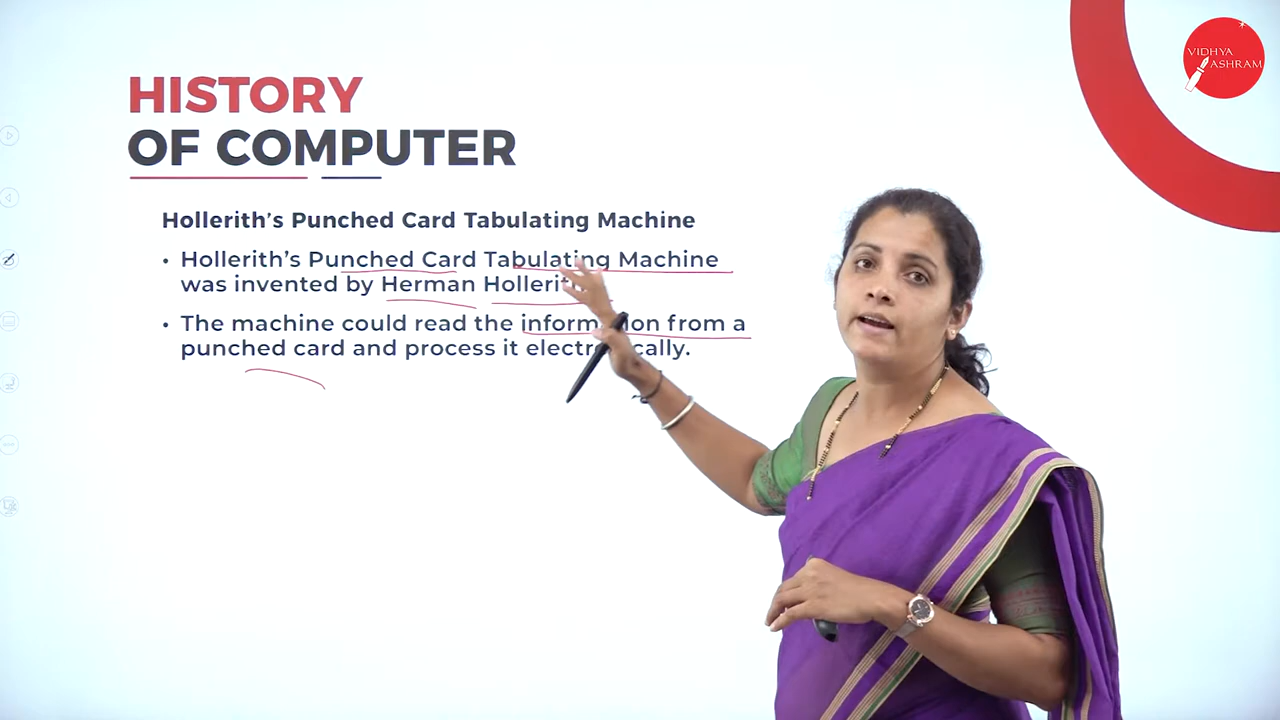 VIDHYA
ASHRAM
HISTORY
OF COMPUTER
Hollerith's Punched Card Tabulating Machine
• Hollerith's Punched Card Tabulating Machine
was invented by Herman
• The machine could read the from a
punched card and process it